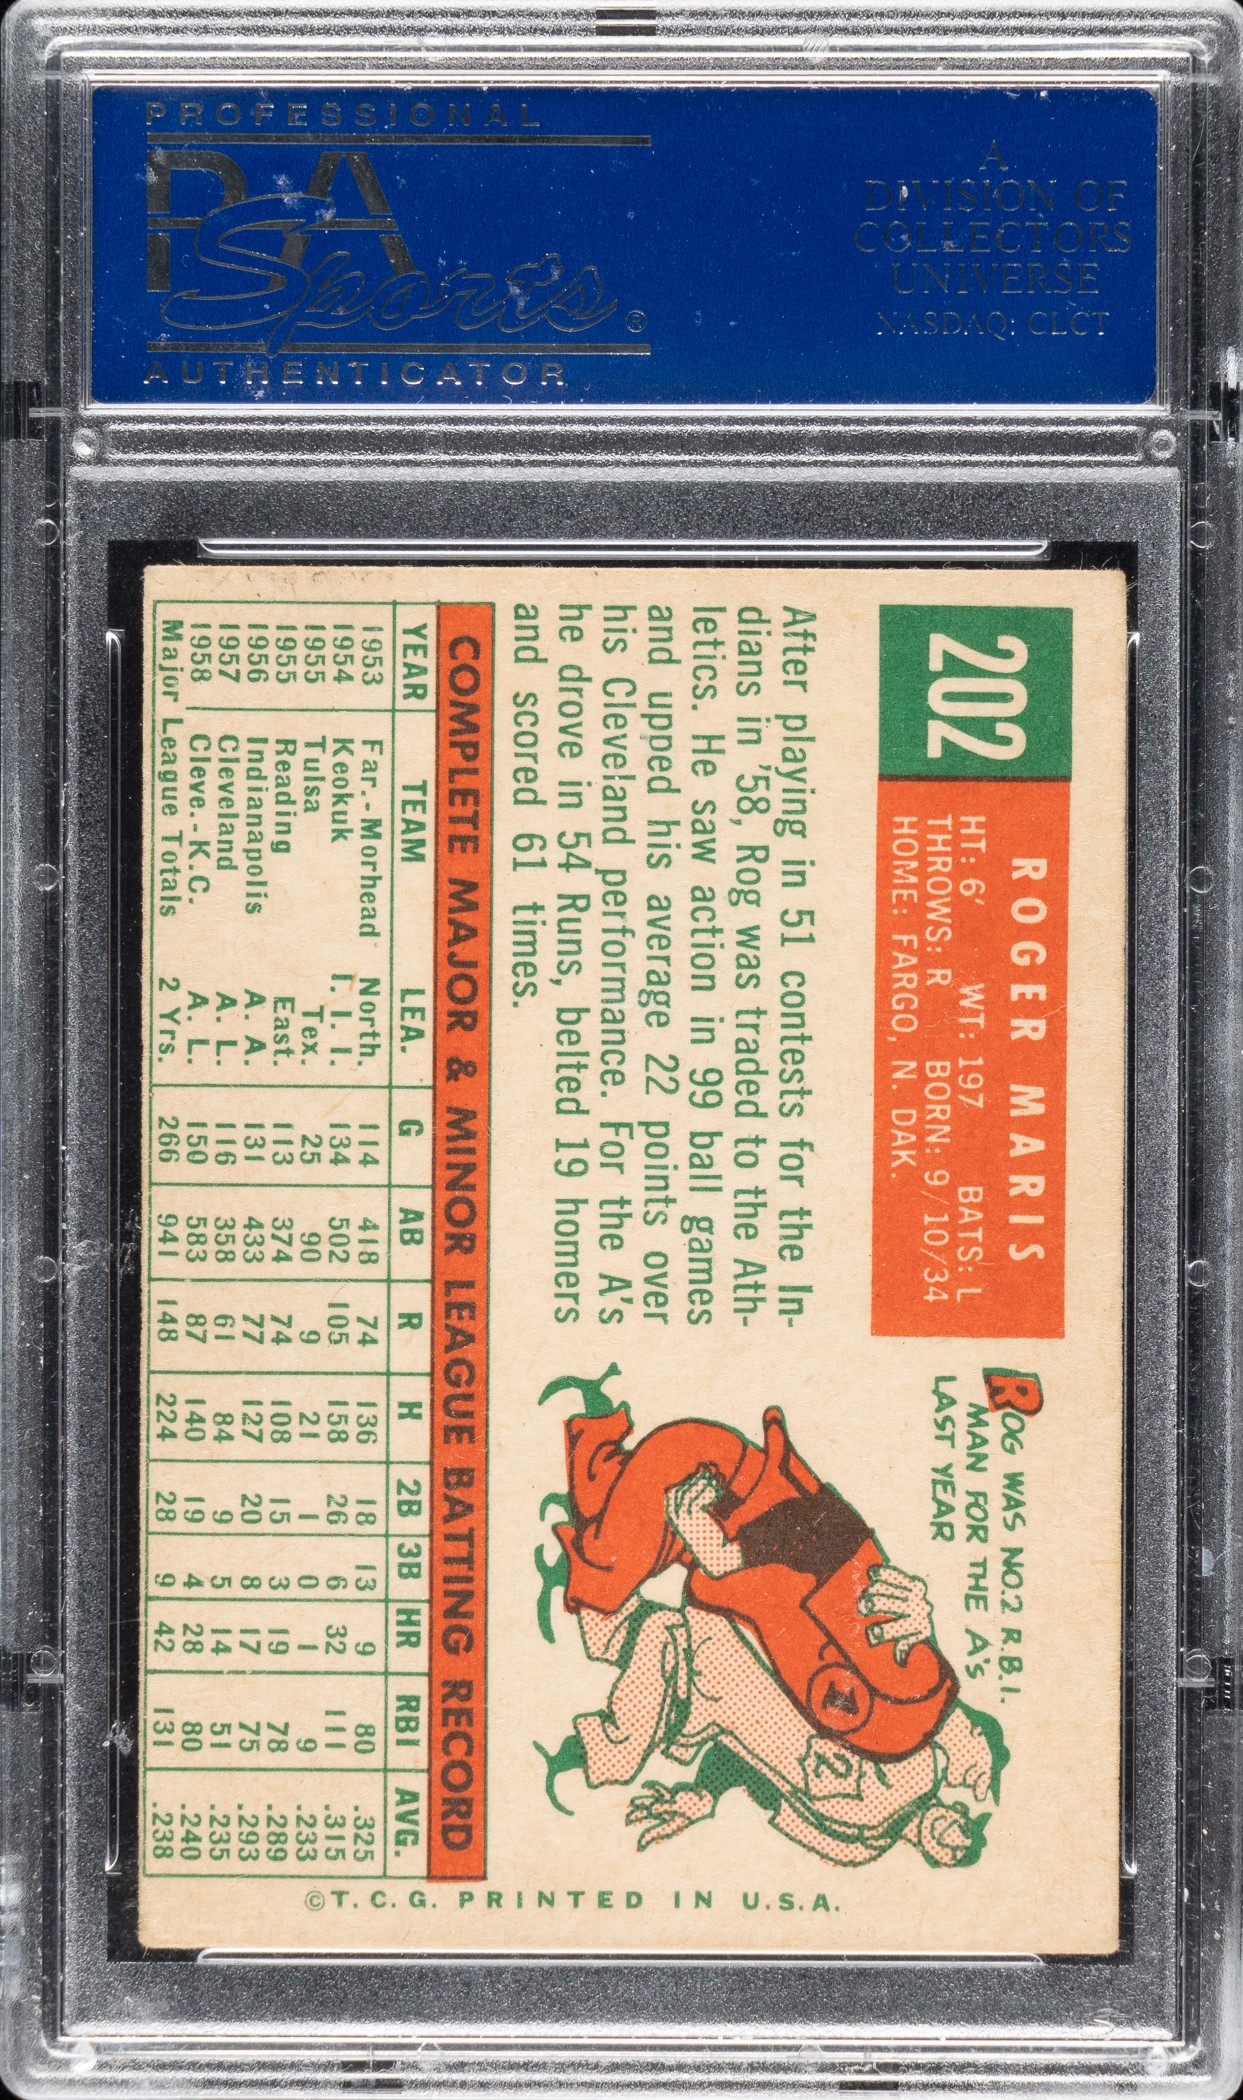 PROFESSIONAL
PSA
Sports®
AUTHENTICATOR
A
DIVISION OF
COLLECTORS
UNIVERSE
NASDAQ: CLCT
202
ROGER MARIS
HT: 6' WT: 197 BATS: L
THROWS: R BORN: 9/10/34
HOME: FARGO, N. DAK.
ROG WAS NO.2 R.B.I.
MAN FOR THE A's
LAST YEAR
After playing in 51 contests for the In-
dians in '58, Rog was traded to the Ath-
letics. He saw action in 99 ball games
and upped his average 22 points over
his Cleveland performance. For the A's
he drove in 54 Runs, belted 19 homers
and scored 61 times.
1
2
COMPLETE MAJOR & MINOR LEAGUE BATTING RECORD
YEAR TEAM LEA. G AB R H 2B 3B HR RBI AVG.
1953 Far.-Morhead North. 114 418 74 136 18 13 9 80 .325
1954 Keokuk I. I. I. 134 502 105 158 26 6 32 111 .315
1955 Tulsa Tex. 25 90 9 21 1 0 1 9 .233
1955 Reading East. 113 374 74 108 15 3 19 78 .289
1956 Indianapolis A. A. 131 433 77 127 20 8 17 75 .293
1957 Cleveland A. L. 116 358 61 84 9 5 14 51 .235
1958 Cleve.-K.C. A. L. 150 583 87 140 19 4 28 80 .240
Major League Totals 2 Yrs. 266 941 148 224 28 9 42 131 .238
©T.C.G. PRINTED IN U.S.A.